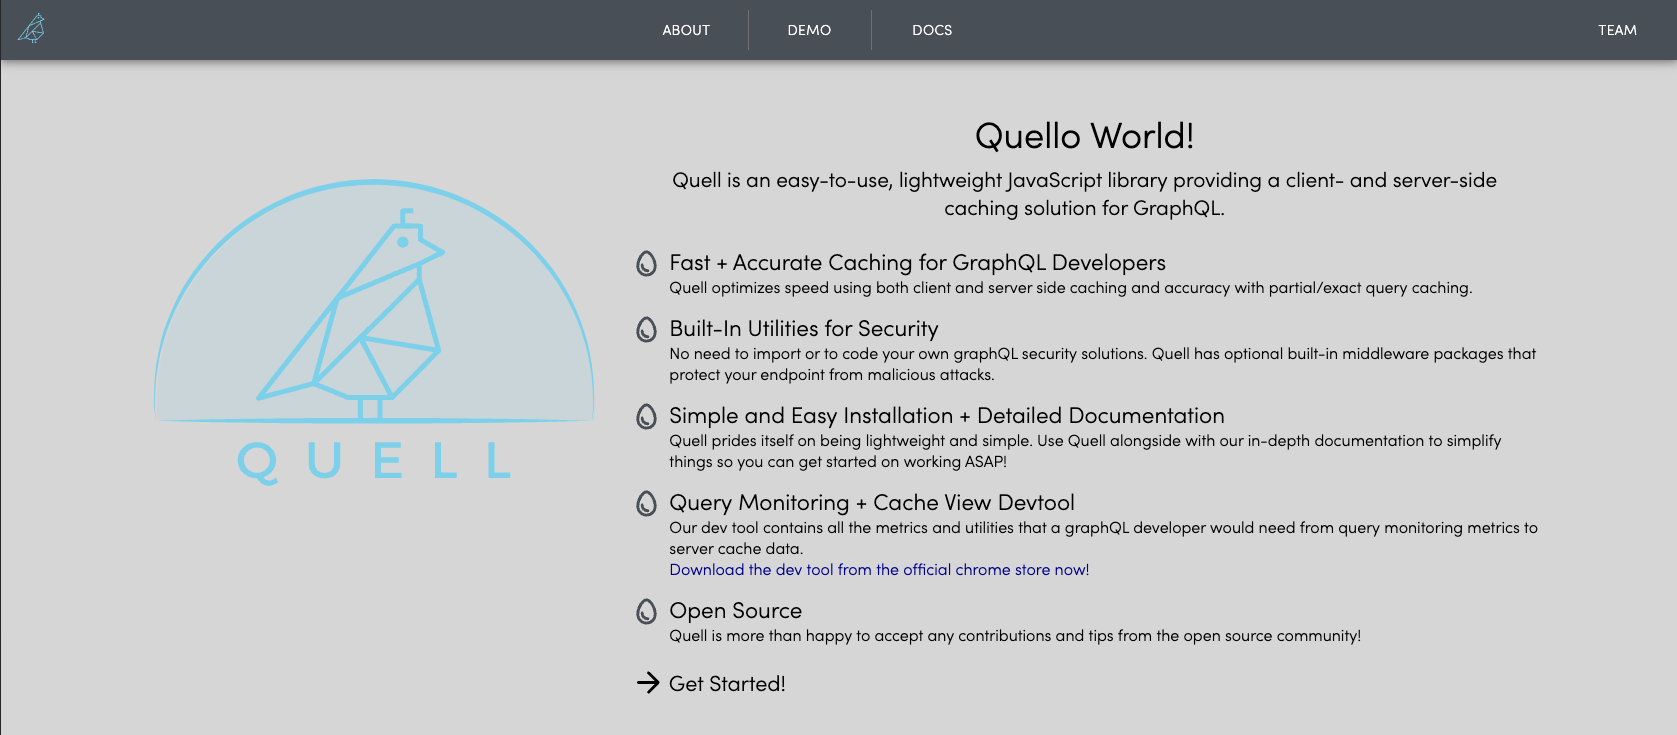 ABOUT
DEMO
DOCS
TEAM
QUELL
Quello World!
Quell is an easy-to-use, lightweight JavaScript library providing a client- and server-side
caching solution for GraphQL.
Fast + Accurate Caching for GraphQL Developers
Quell optimizes speed using both client and server side caching and accuracy with partial/exact query caching.
Built-In Utilities for Security
No need to import or to code your own graphQL security solutions. Quell has optional built-in middleware packages that
protect your endpoint from malicious attacks.
Simple and Easy Installation + Detailed Documentation
Quell prides itself on being lightweight and simple. Use Quell alongside with our in-depth documentation to simplify
things so you can get started on working ASAP!
Query Monitoring + Cache View Devtool
Our dev tool contains all the metrics and utilities that a graphQL developer would need from query monitoring metrics to
server cache data.
Download the dev tool from the official chrome store now!
Open Source
Quell is more than happy to accept any contributions and tips from the open source community!
Get Started!